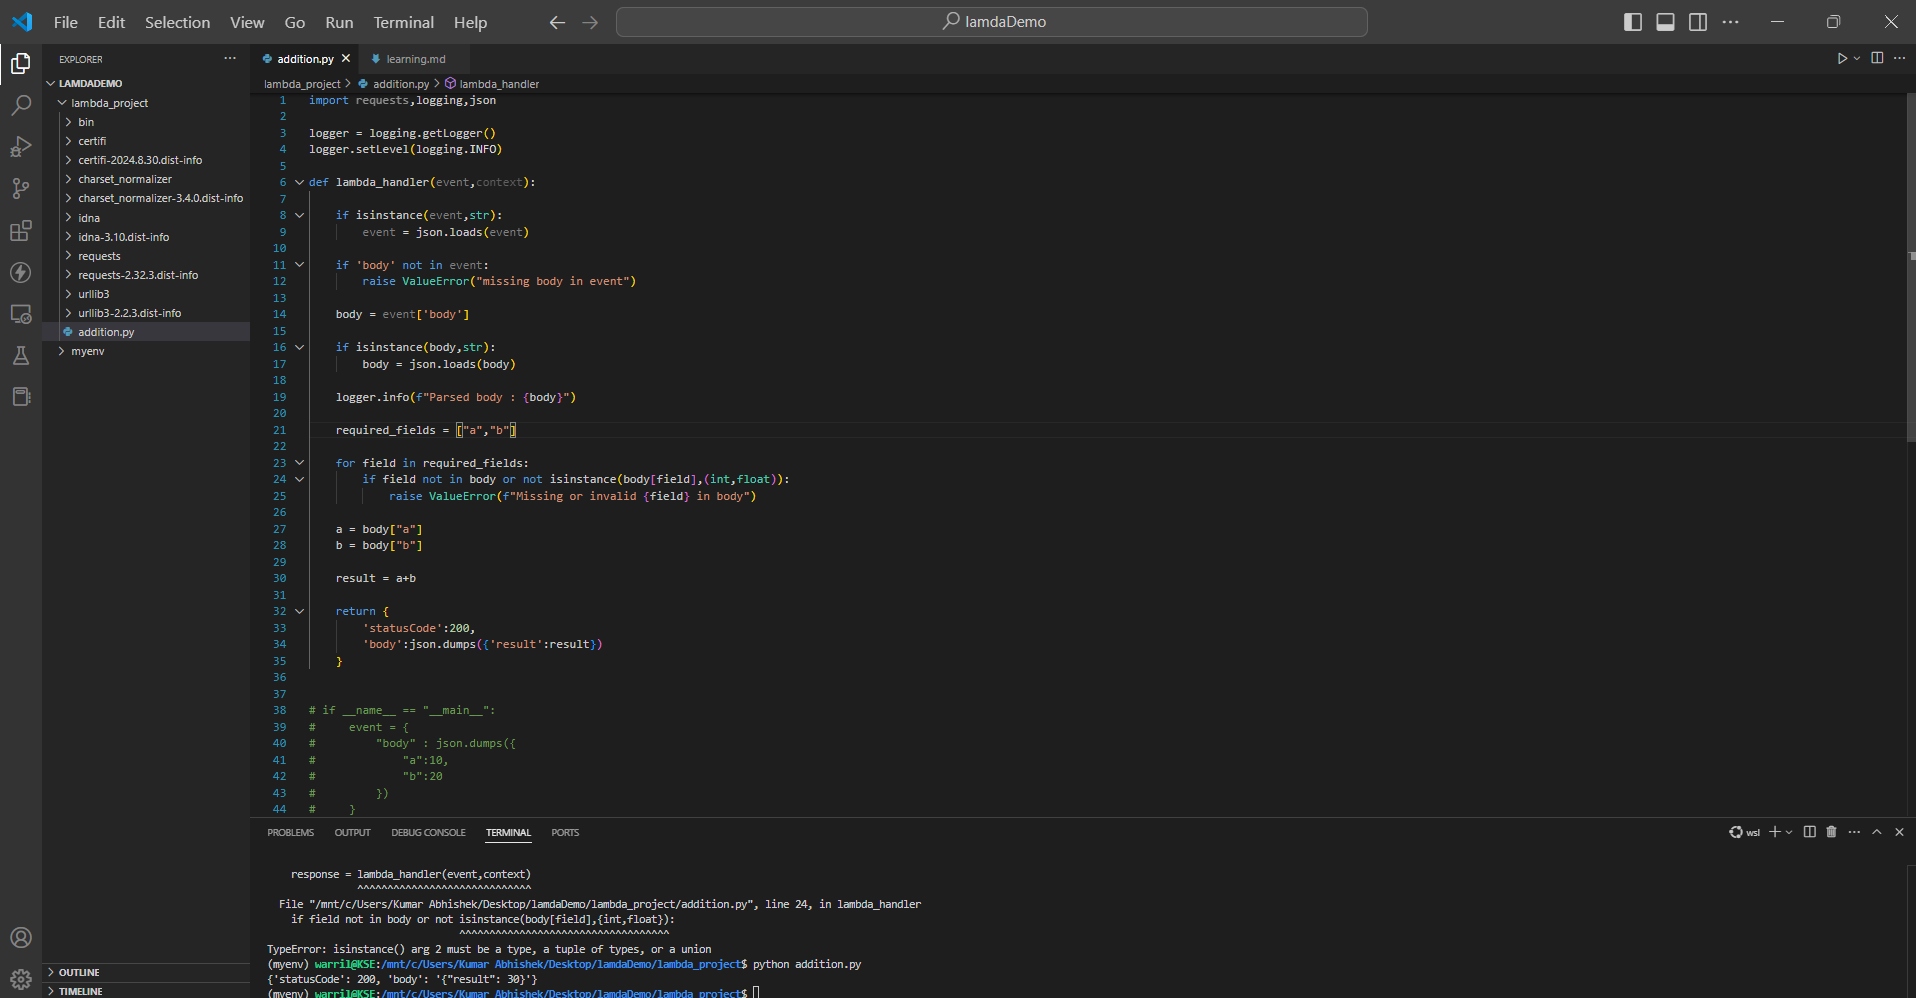 File Edit Selection View Go Run Terminal Help
lamdaDemo
EXPLORER
LAMDADEMO
lambda_project
bin
certifi
certifi-2024.8.30.dist-info
charset_normalizer
charset_normalizer-3.4.0.dist-info
idna
idna-3.10.dist-info
requests
requests-2.32.3.dist-info
urllib3
urllib3-2.2.3.dist-info
addition.py
myenv
OUTLINE
TIMELINE
addition.py learning.md
lambda_project > addition.py > lambda_handler
1 import requests,logging,json
2
3 logger = logging.getLogger()
4 logger.setLevel(logging.INFO)
5
6 def lambda_handler(event,context):
7
8 if isinstance(event,str):
9 event = json.loads(event)
10
11 if 'body' not in event:
12 raise ValueError("missing body in event")
13
14 body = event['body']
15
16 if isinstance(body,str):
17 body = json.loads(body)
18
19 logger.info(f"Parsed body : {body}")
20
21 required_fields = ["a","b"]
22
23 for field in required_fields:
24 if field not in body or not isinstance(body[field],(int,float)):
25 raise ValueError(f"Missing or invalid {field} in body")
26
27 a = body["a"]
28 b = body["b"]
29
30 result = a+b
31
32 return {
33 'statusCode':200,
34 'body':json.dumps({'result':result})
35 }
36
37
38 # if __name__ == "__main__":
39 # event = {
40 # "body" : json.dumps({
41 # "a":10,
42 # "b":20
43 # })
44 # }
PROBLEMS OUTPUT DEBUG CONSOLE TERMINAL PORTS
wsl
response = lambda_handler(event,context)
^^^^^^^^^^^^^^^^^^^^^^^^^^^^^
File "/mnt/c/Users/Kumar Abhishek/Desktop/lamdaDemo/lambda_project/addition.py", line 24, in lambda_handler
if field not in body or not isinstance(body[field],{int,float}):
^^^^^^^^^^^^^^^^^^^^^^^^^^^^^^^^^^^
TypeError: isinstance() arg 2 must be a type, a tuple of types, or a union
(myenv) warril@KSE:/mnt/c/Users/Kumar Abhishek/Desktop/lamdaDemo/lambda_project$ python addition.py
{'statusCode': 200, 'body': '{"result": 30}'}
(myenv) warril@KSE:/mnt/c/Users/Kumar Abhishek/Desktop/lamdaDemo/lambda_project$